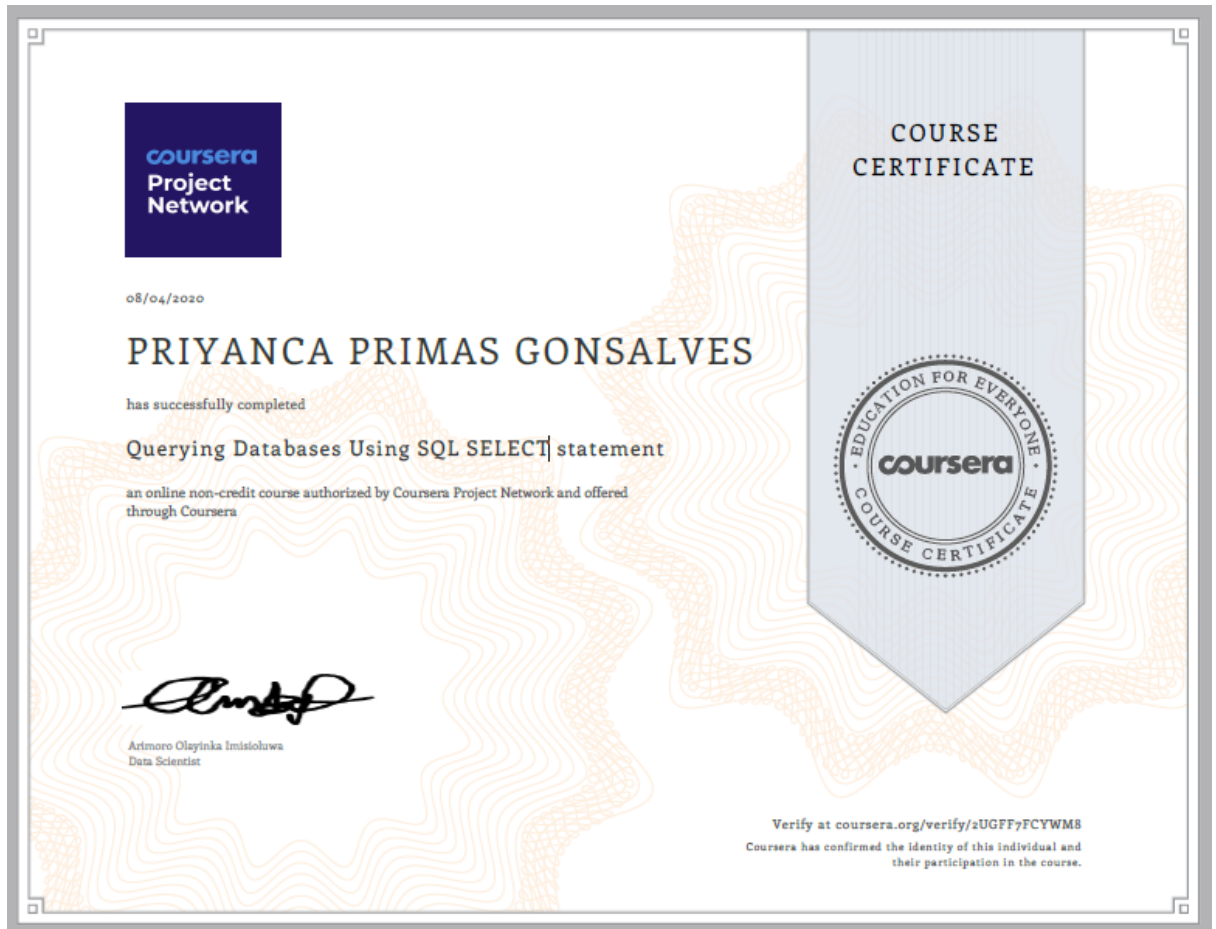 COURSE
CERTIFICATE
coursera
Project
Network
08/04/2020
PRIYANCA PRIMAS GONSALVES
has successfully completed
Querying Databases Using SQL SELECT statement
an online non-credit course authorized by Coursera Project Network and offered
through Coursera
EDUCATION FOR EVERYONE
coursera
COURSE CERTIFICATE
Arimoro Olayinka Imisioluwa
Data Scientist
Verify at coursera.org/verify/2UGFF7FCYWM8
Coursera has confirmed the identity of this individual and
their participation in the course.